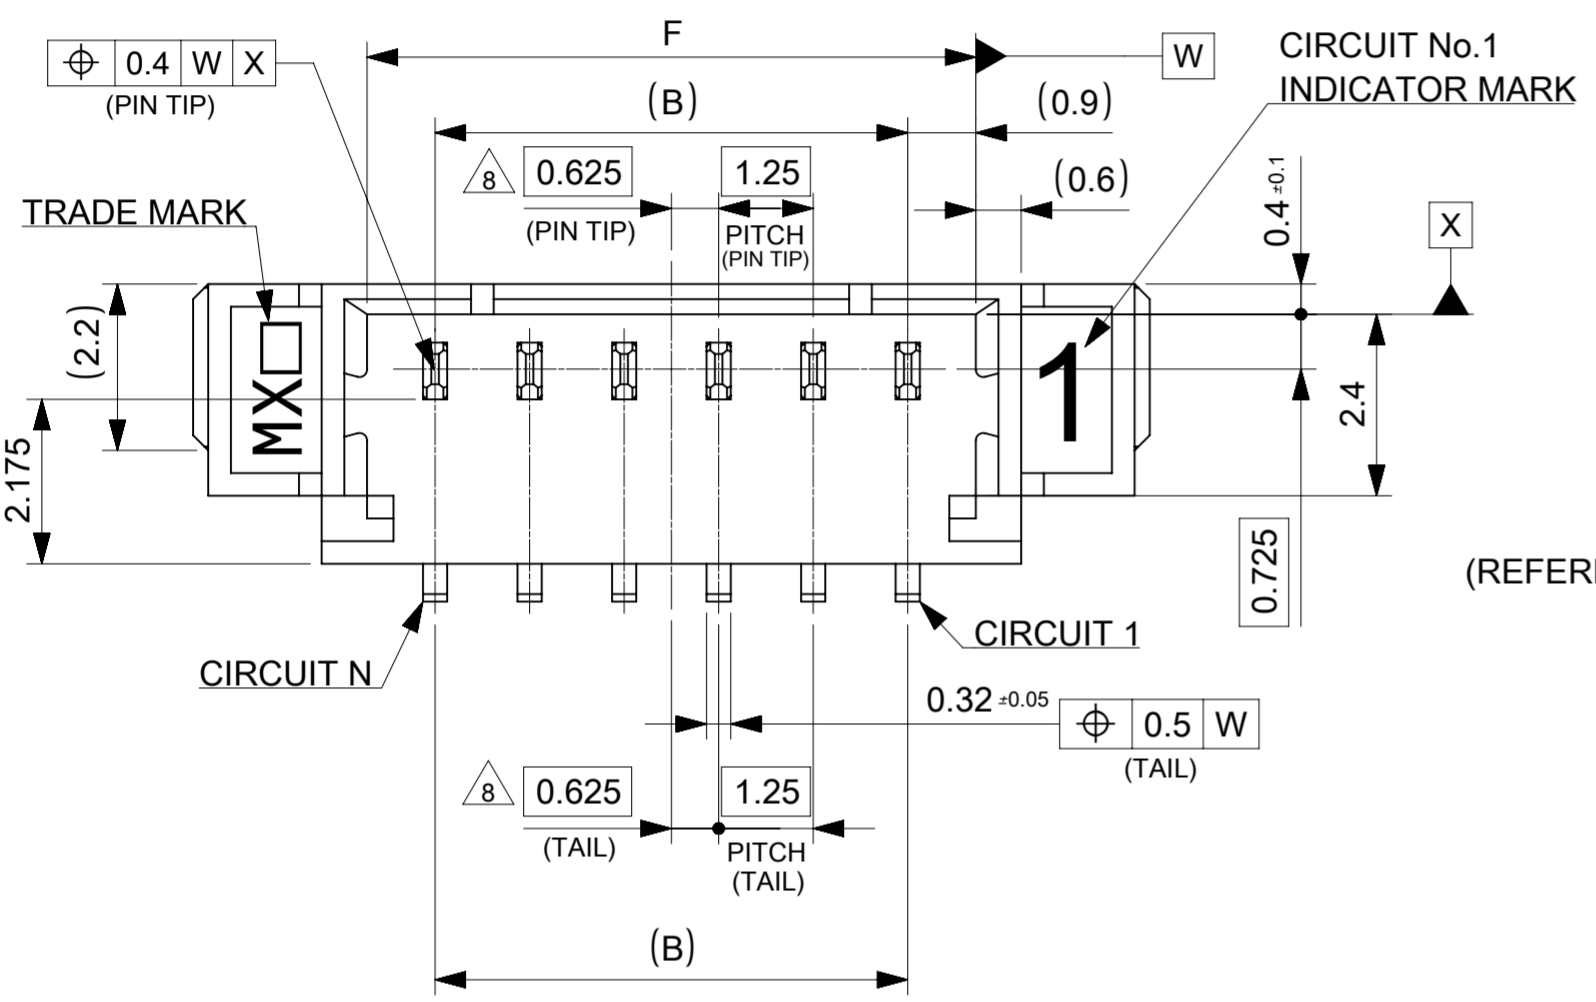 F
W
CIRCUIT No.1
INDICATOR MARK
⌖ 0.4 W X
(PIN TIP)
(B)
(0.9)
8 0.625 1.25
(PIN TIP)
PITCH
(PIN TIP)
(0.6)
0.4 ±0.1
X
TRADE MARK
(2.2)
MX□
1
2.4
2.175
0.725
(REFERE
CIRCUIT N
CIRCUIT 1
0.32 ±0.05
⌖ 0.5 W
(TAIL)
8 0.625 1.25
(TAIL)
PITCH
(TAIL)
(B)